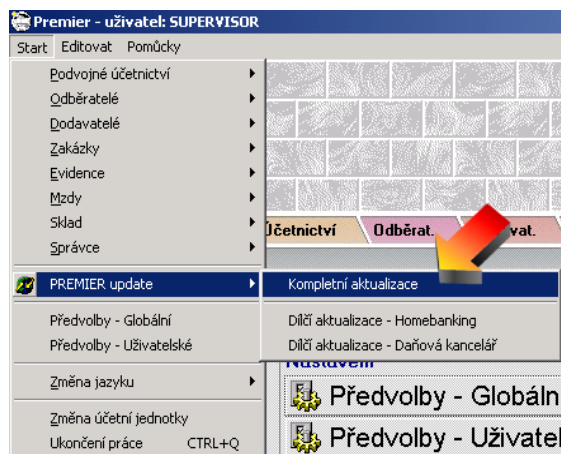 Premier - uživatel: SUPERVISOR
Start Editovat Pomůcky
Podvojné účetnictví
Odběratelé
Dodavatelé
Zakázky
Evidence
Mzdy
Sklad
Správce
Účetnictví Odběrat. vat.
PREMIER update
Kompletní aktualizace
Předvolby - Globální
Dílčí aktualizace - Homebanking
Předvolby - Uživatelské
Dílčí aktualizace - Daňová kancelář
Nastavení
Změna jazyku
Předvolby - Globáln
Změna účetní jednotky
Ukončení práce CTRL+Q
Předvolby - Uživatel